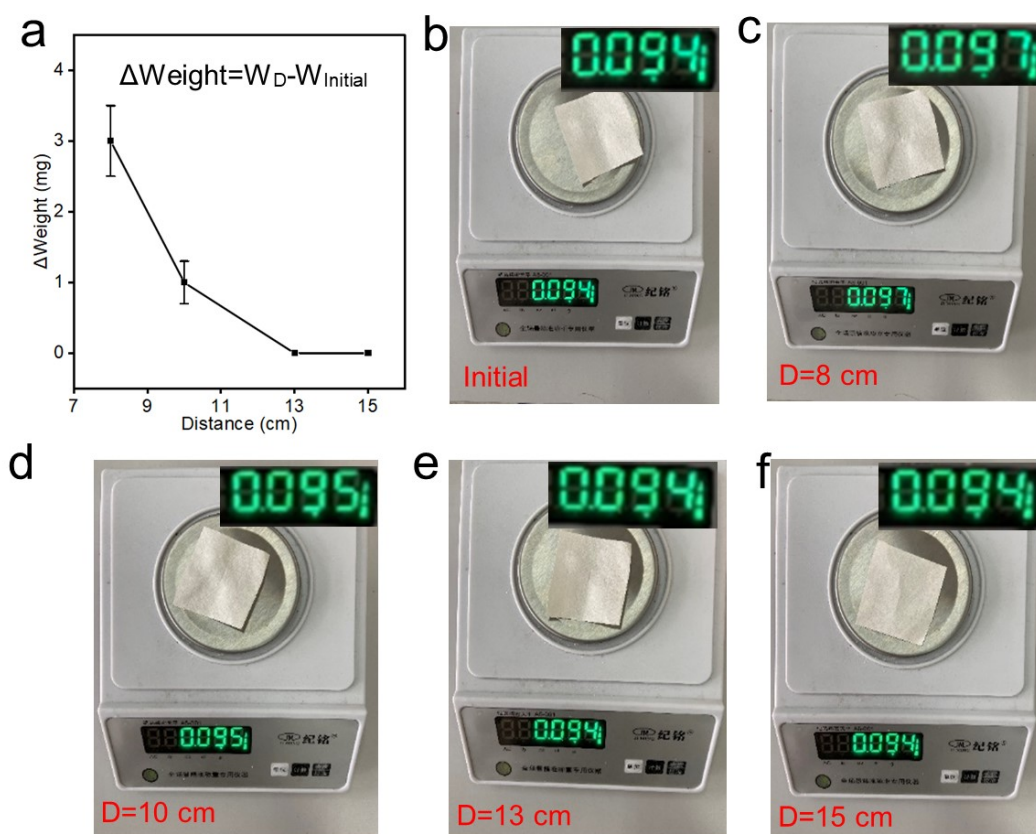 a
ΔWeight=W_D-W_Initial
ΔWeight (mg)
4
3
2
1
0
7 9 11 13 15
Distance (cm)
b
0.094
0.094
纪铭®
Initial
c
0.097
0.097
纪铭®
D=8 cm
d
0.095
0.095
纪铭®
D=10 cm
e
0.094
0.094
纪铭®
D=13 cm
f
0.094
0.094
纪铭®
D=15 cm